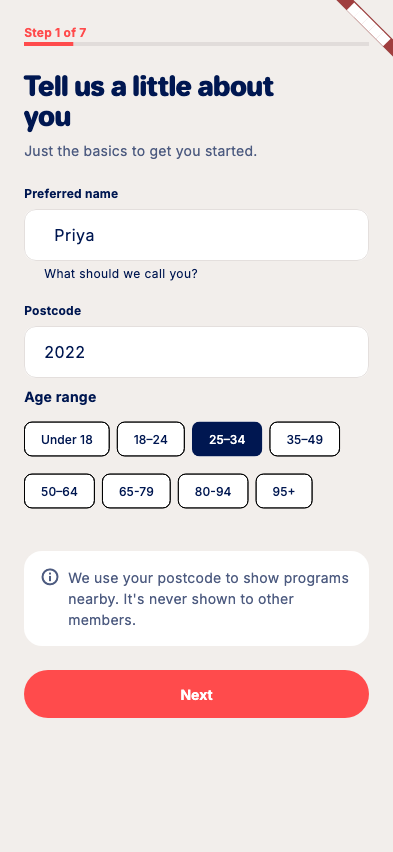 Step 1 of 7
Tell us a little about
you
Just the basics to get you started.
Preferred name
Priya
What should we call you?
Postcode
2022
Age range
Under 18
18–24
25–34
35–49
50–64
65-79
80-94
95+
We use your postcode to show programs
nearby. It's never shown to other
members.
Next